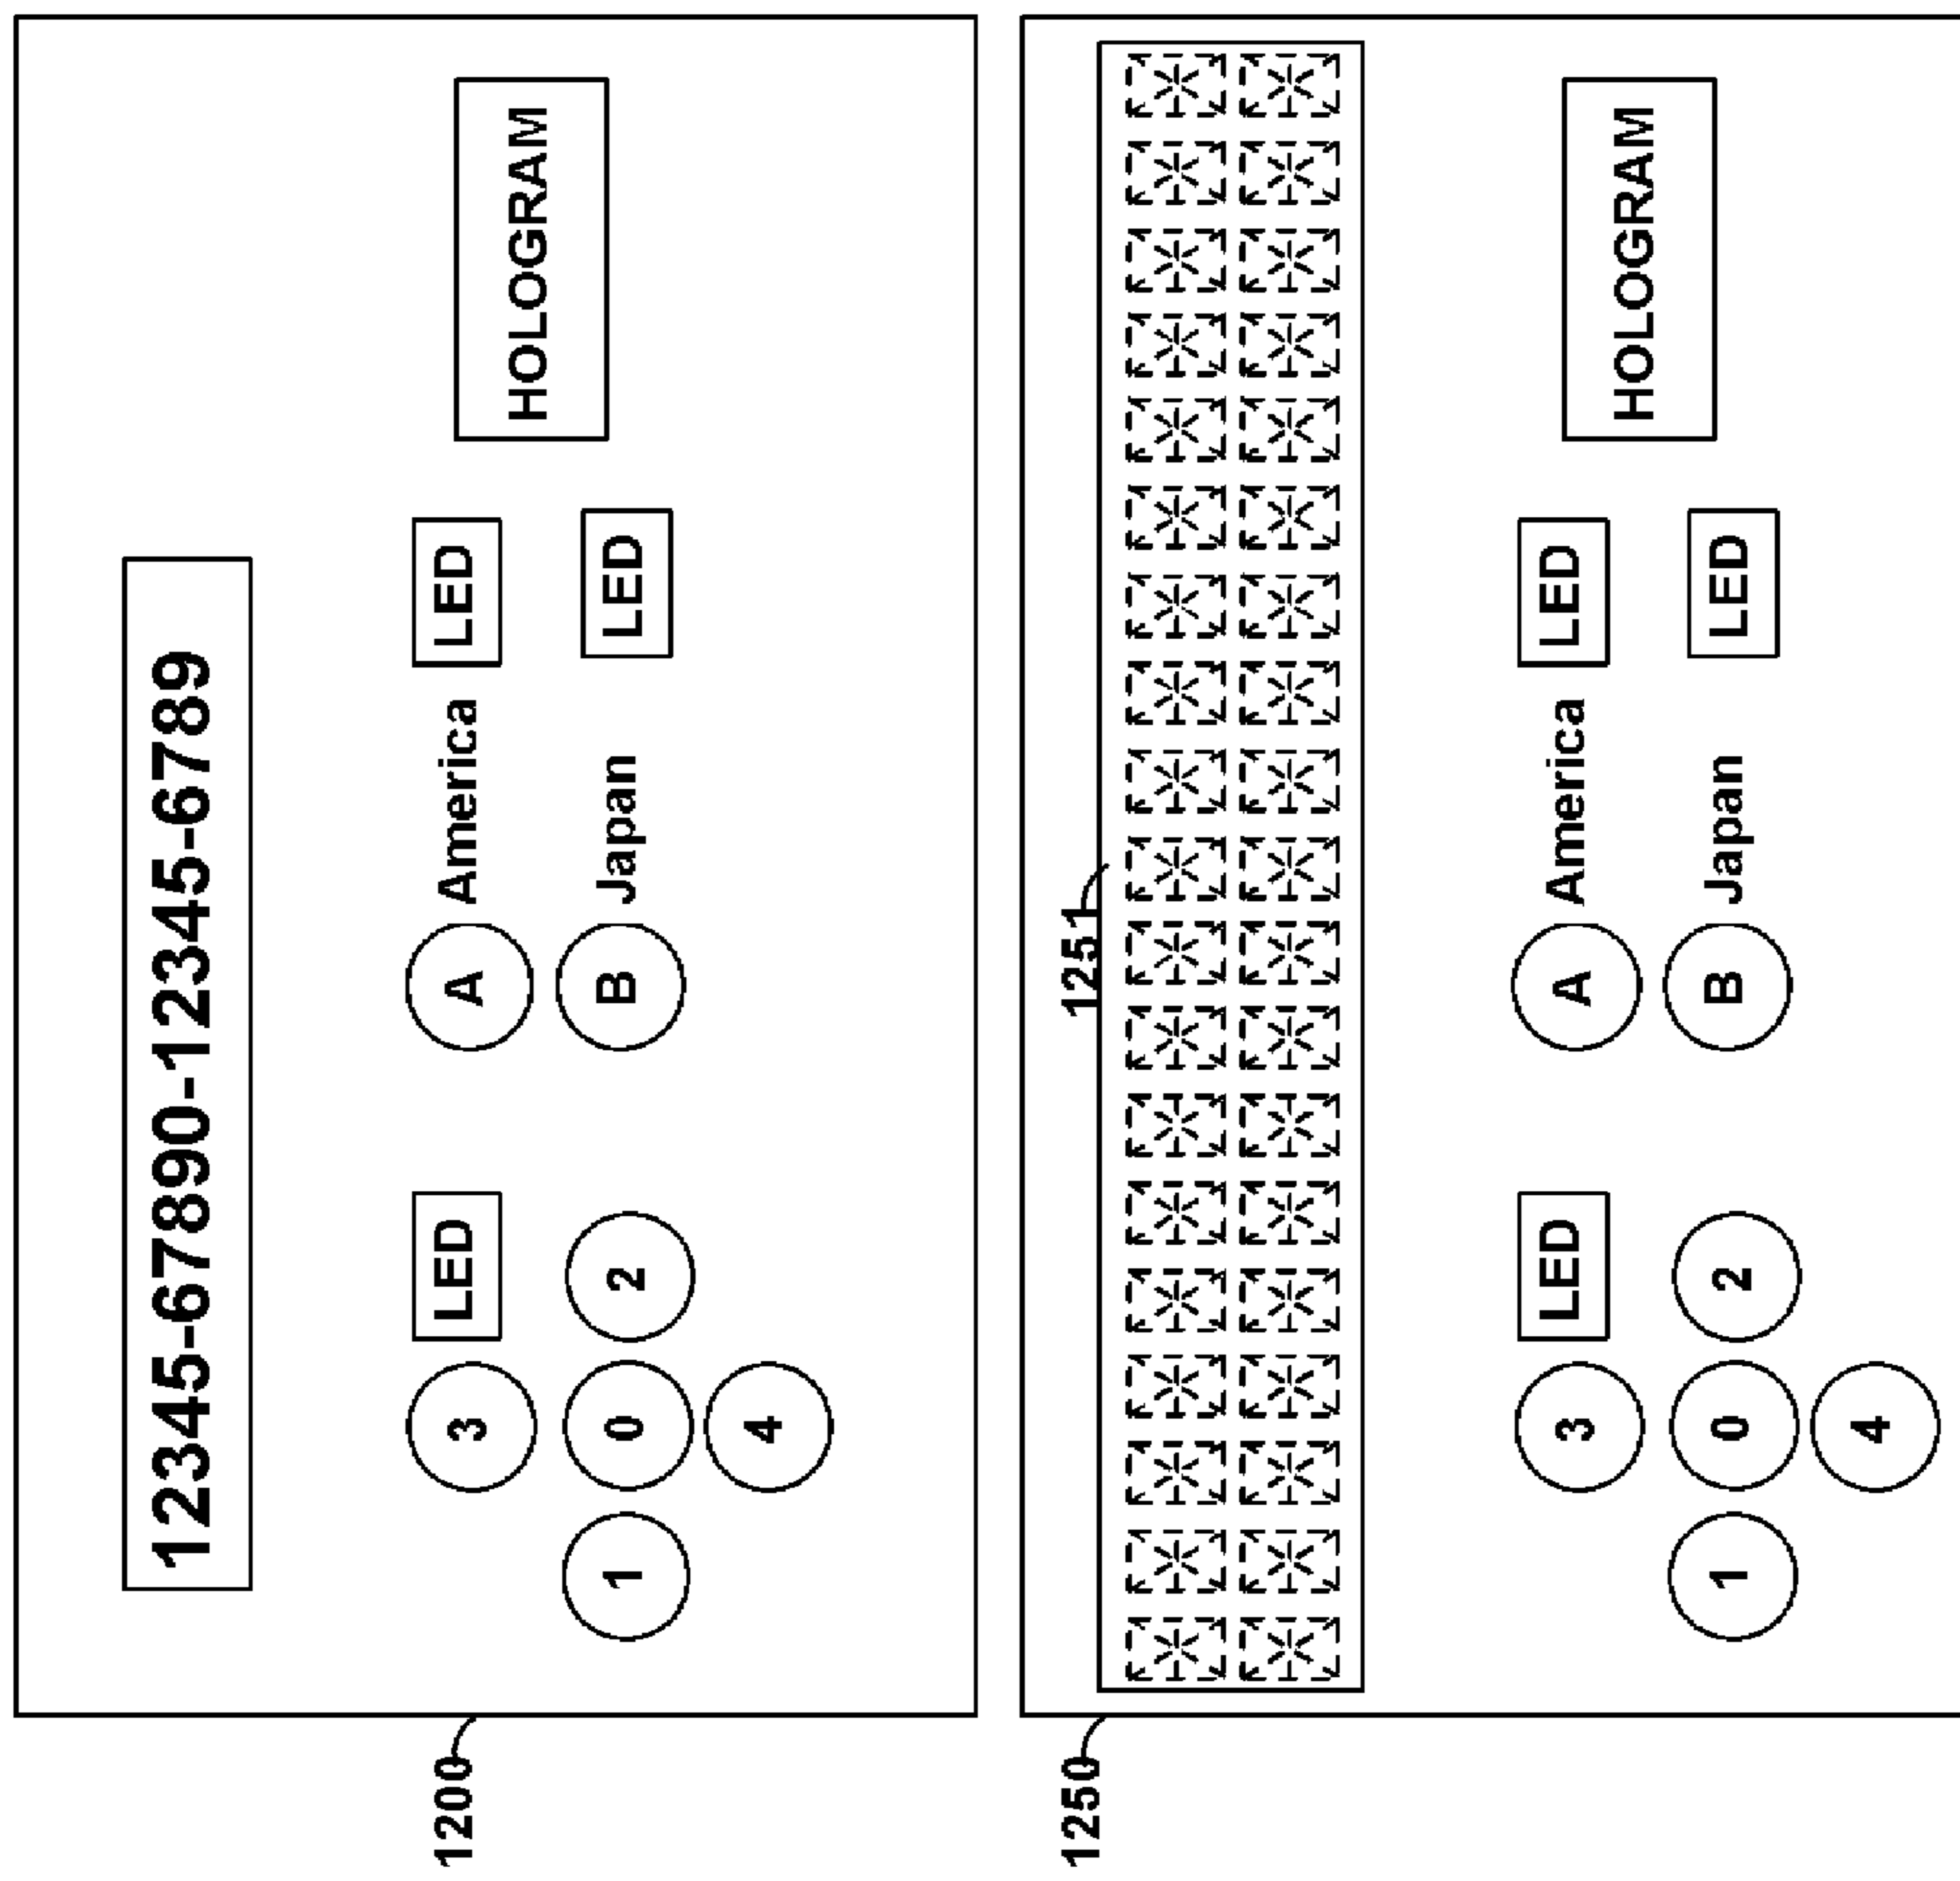 12345-67890-12345-6789
LED
3
A America LED
HOLOGRAM
1 0 2
B Japan LED
4
1200
1251
LED
3
A America LED
HOLOGRAM
1 0 2
B Japan LED
4
1250